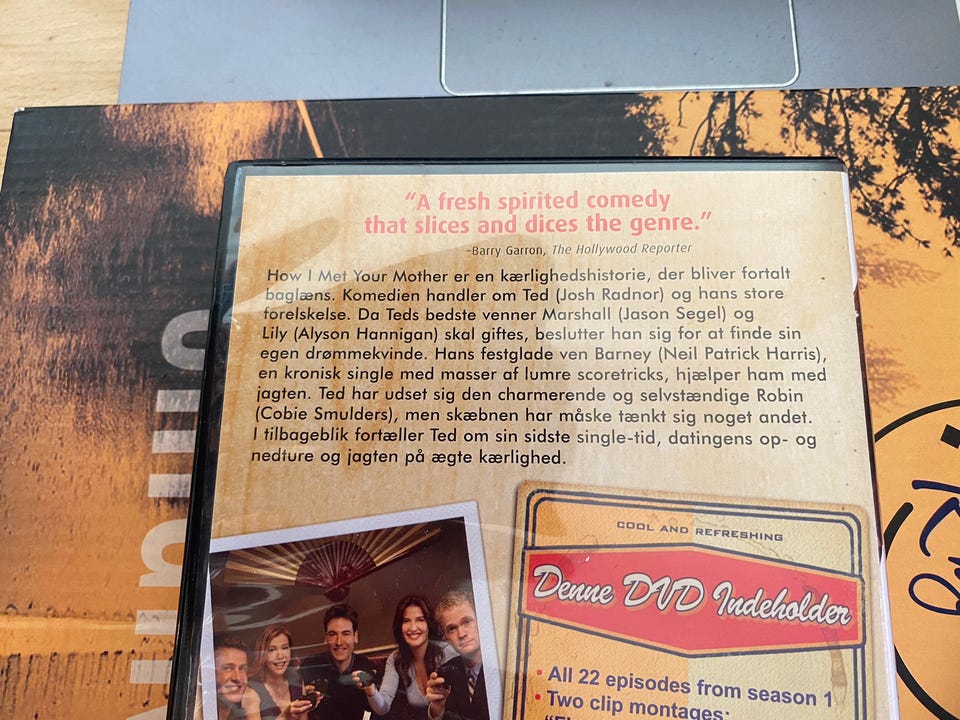 “A fresh spirited comedy
that slices and dices the genre.”
–Barry Garron, The Hollywood Reporter
How I Met Your Mother er en kærlighedshistorie, der bliver fortalt
baglæns. Komedien handler om Ted (Josh Radnor) og hans store
forelskelse. Da Teds bedste venner Marshall (Jason Segel) og
Lily (Alyson Hannigan) skal giftes, beslutter han sig for at finde sin
egen drømmekvinde. Hans festglade ven Barney (Neil Patrick Harris),
en kronisk single med masser af lumre scoretricks, hjælper ham med
jagten. Ted har udset sig den charmerende og selvstændige Robin
(Cobie Smulders), men skæbnen har måske tænkt sig noget andet.
I tilbageblik fortæller Ted om sin sidste single-tid, datingens op- og
nedture og jagten på ægte kærlighed.
COOL AND REFRESHING
Denne DVD Indeholder
• All 22 episodes from season 1
• Two clip montages: